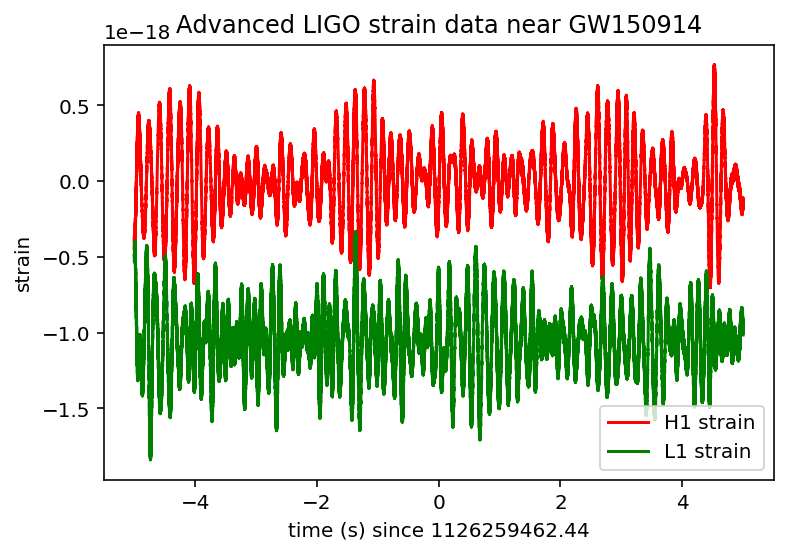 Advanced LIGO strain data near GW150914
1e−18
0.5
0.0
−0.5
−1.0
−1.5
strain
H1 strain
L1 strain
−4 −2 0 2 4
time (s) since 1126259462.44